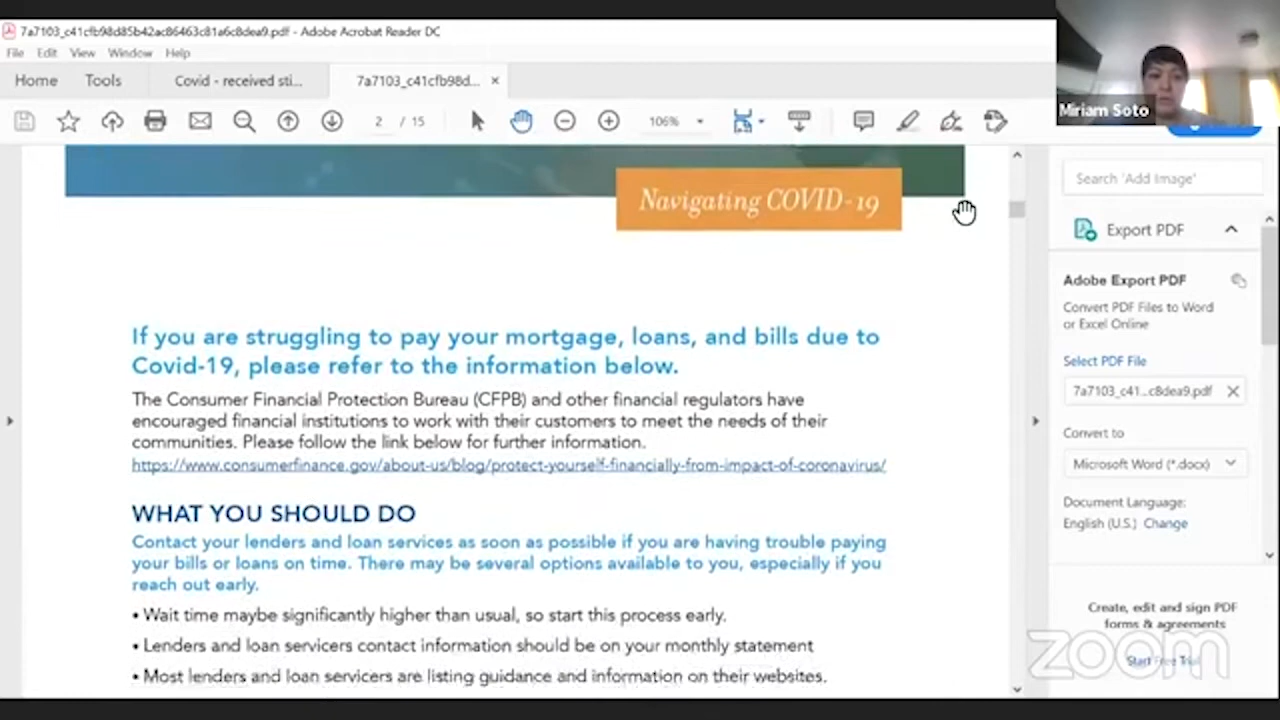 7a7103_c41cfb98d85b42ac86463c81a6c8dea9.pdf - Adobe Acrobat Reader DC
File Edit View Window Help
Home Tools Covid - received sti... 7a7103_c41cfb98d... ×
2 / 15 106%
Miriam Soto
Navigating COVID-19
If you are struggling to pay your mortgage, loans, and bills due to
Covid-19, please refer to the information below.
The Consumer Financial Protection Bureau (CFPB) and other financial regulators have
encouraged financial institutions to work with their customers to meet the needs of their
communities. Please follow the link below for further information.
https://www.consumerfinance.gov/about-us/blog/protect-yourself-financially-from-impact-of-coronavirus/
WHAT YOU SHOULD DO
Contact your lenders and loan services as soon as possible if you are having trouble paying
your bills or loans on time. There may be several options available to you, especially if you
reach out early.
• Wait time maybe significantly higher than usual, so start this process early.
• Lenders and loan servicers contact information should be on your monthly statement
• Most lenders and loan servicers are listing guidance and information on their websites.
Search 'Add Image'
Export PDF
Adobe Export PDF
Convert PDF Files to Word
or Excel Online
Select PDF File
7a7103_c41...c8dea9.pdf
Convert to
Microsoft Word (*.docx)
Document Language:
English (U.S.) Change
Create, edit and sign PDF
forms & agreements
Start Free Trial
zoom